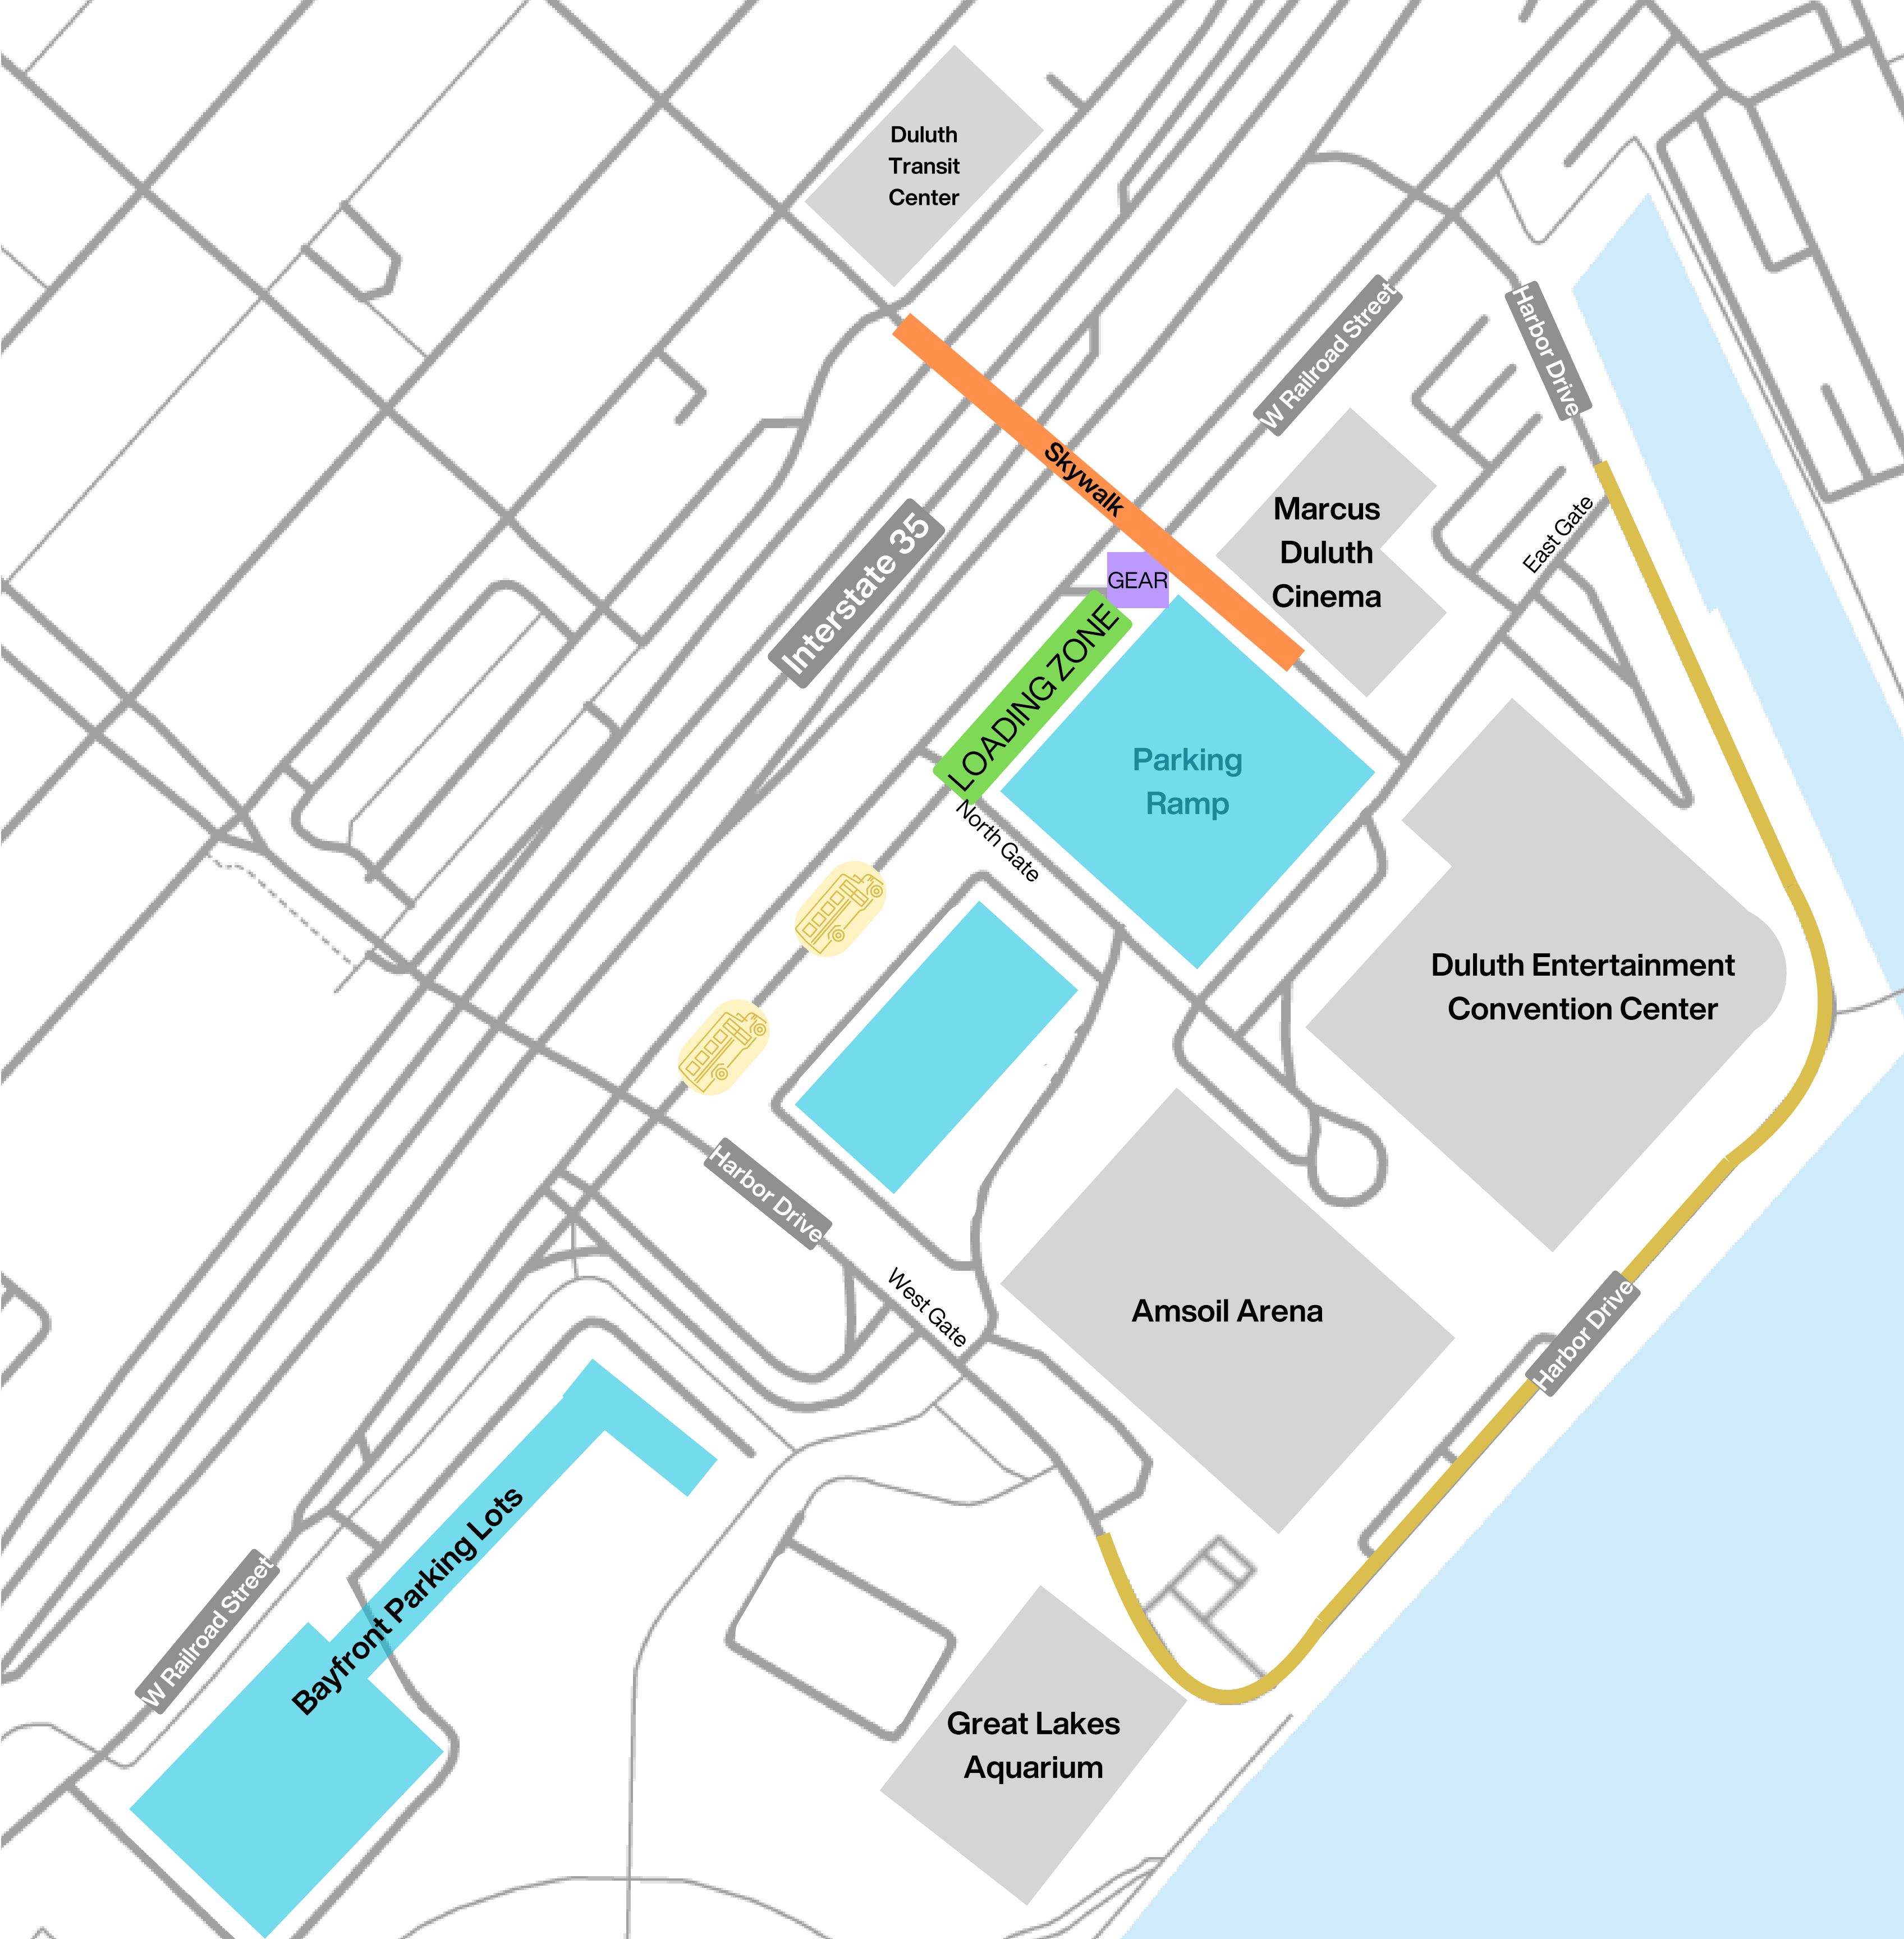 Duluth
Transit
Center
W Railroad Street
Harbor Drive
Skywalk
Interstate 35
Marcus
Duluth
Cinema
East Gate
GEAR
LOADING ZONE
Parking
Ramp
North Gate
Duluth Entertainment
Convention Center
Harbor Drive
West Gate
Amsoil Arena
Harbor Drive
Bayfront Parking Lots
W Railroad Street
Great Lakes
Aquarium